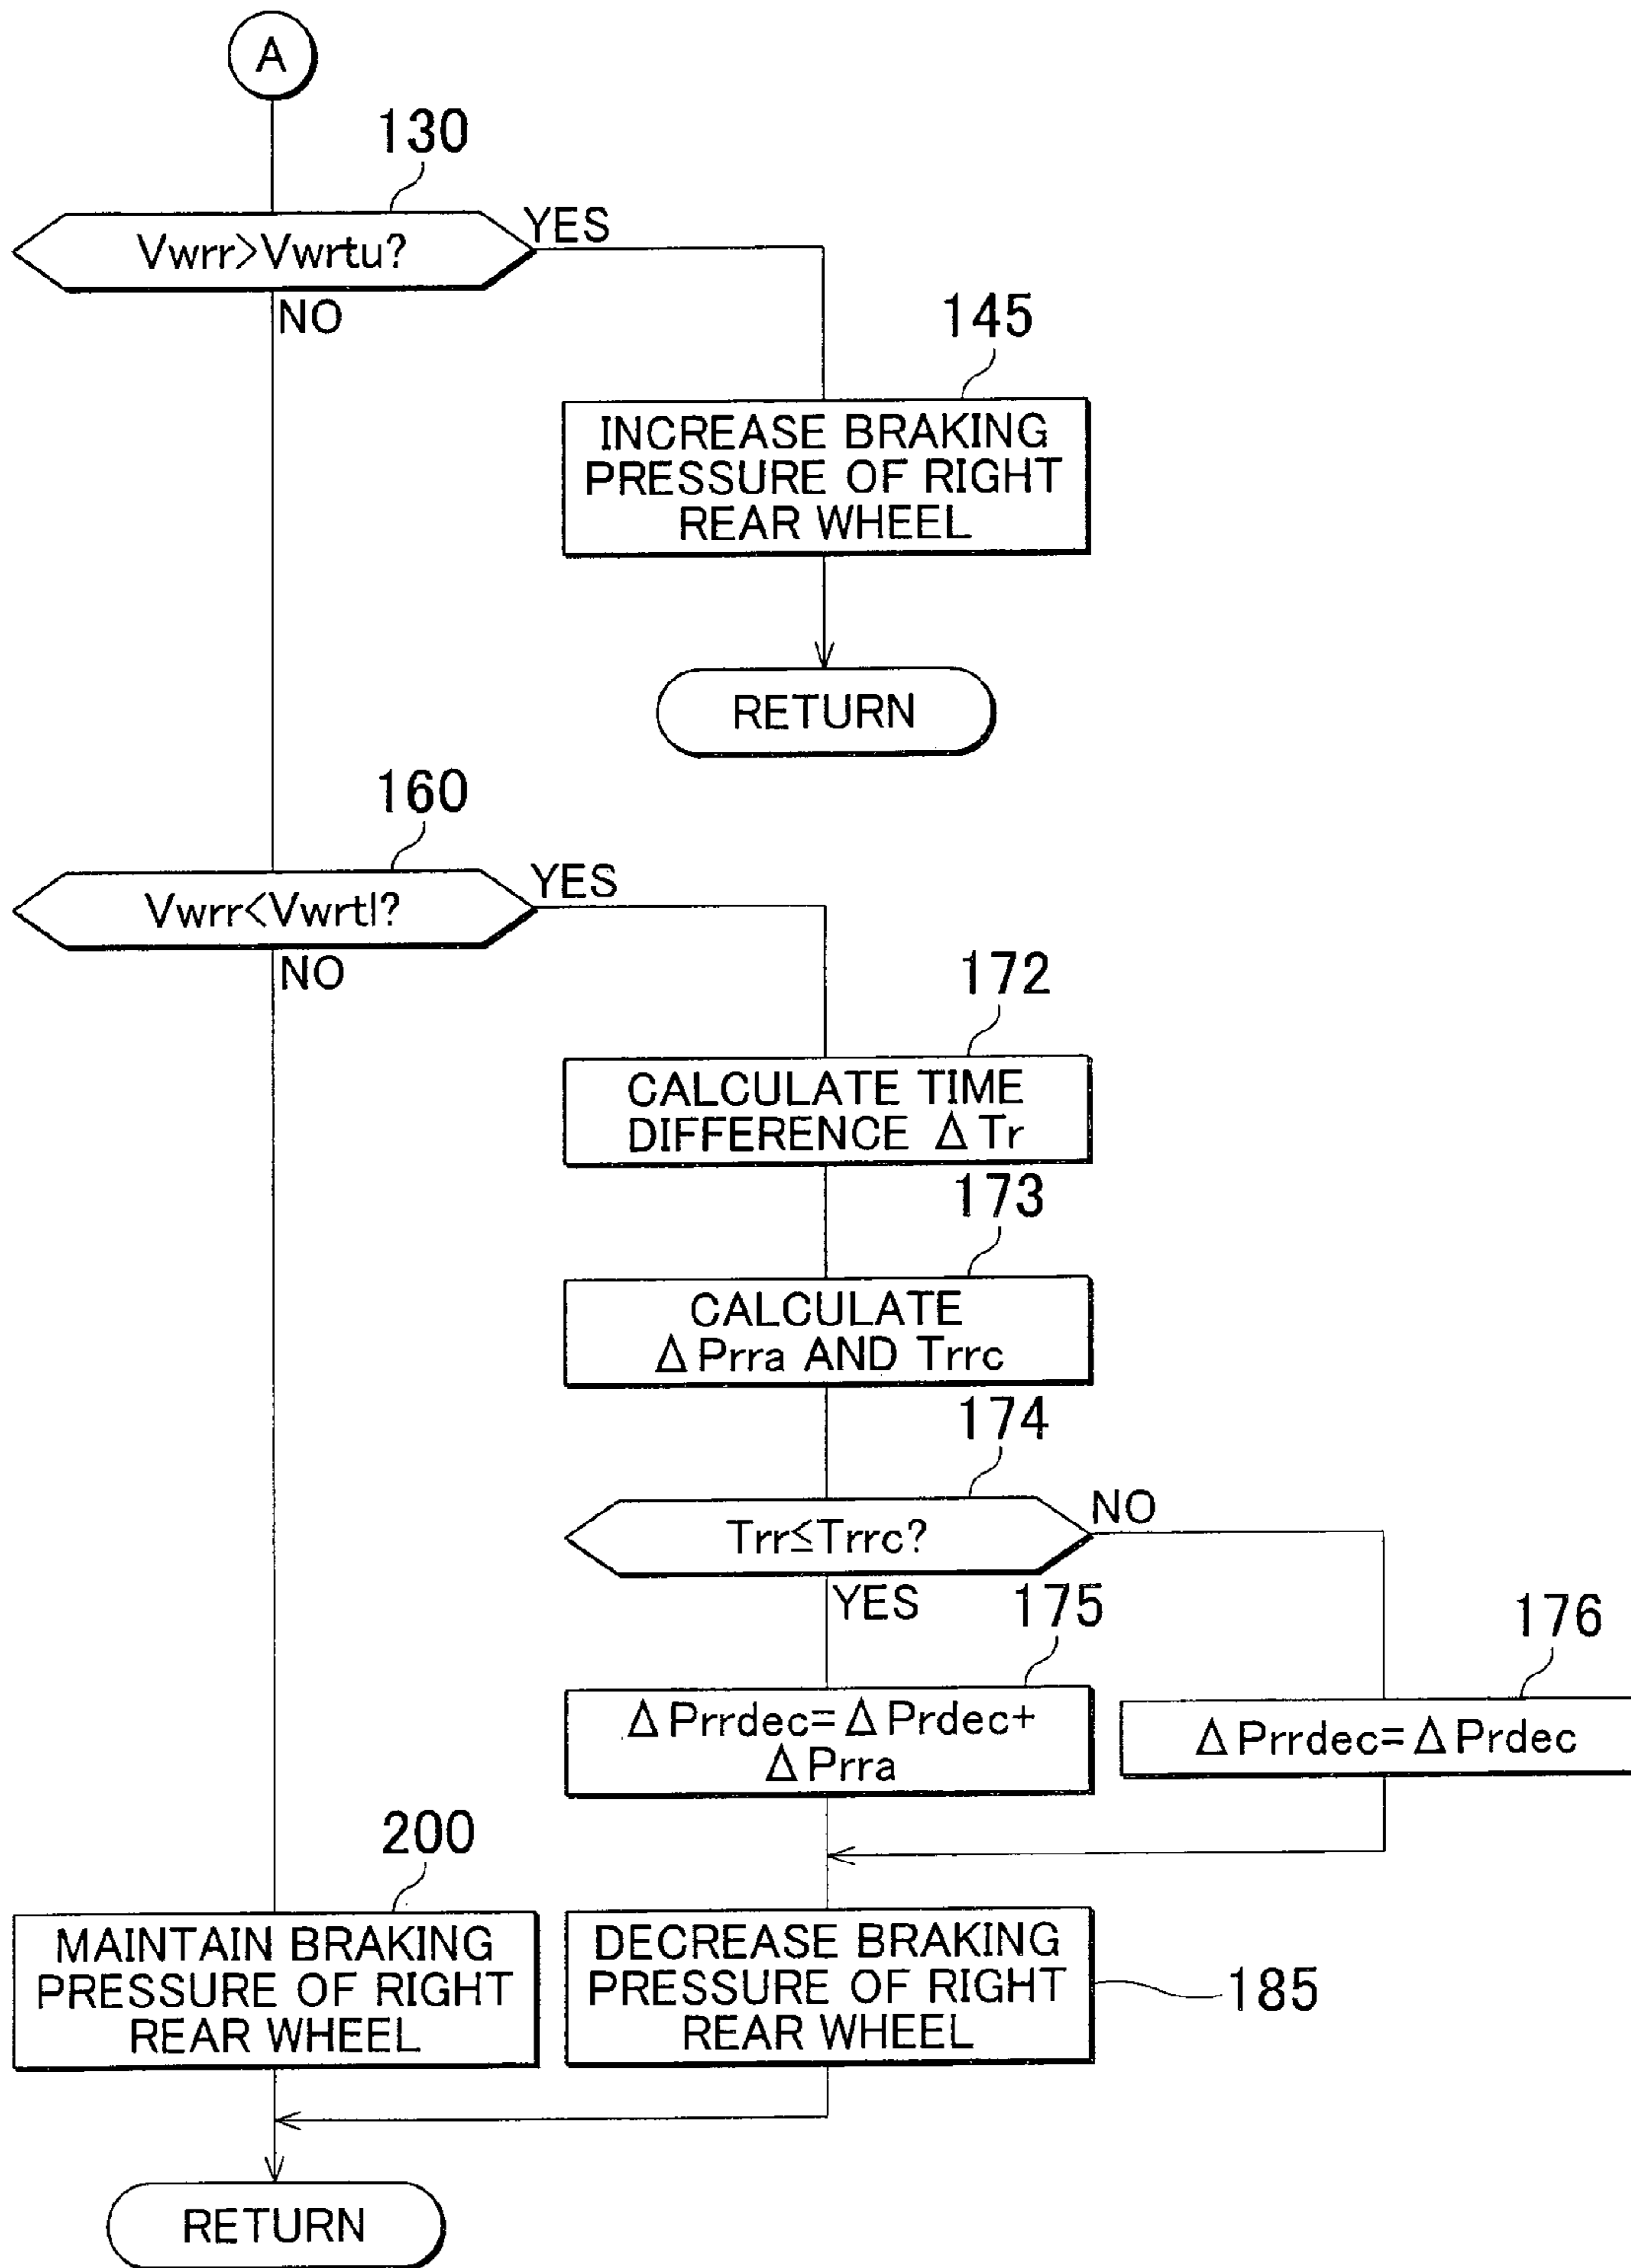 A
130
Vwrr>Vwrtu?
YES
NO
145
INCREASE BRAKING
PRESSURE OF RIGHT
REAR WHEEL
RETURN
160
Vwrr<Vwrtl?
YES
NO
172
CALCULATE TIME
DIFFERENCE ΔTr
173
CALCULATE
ΔPrra AND Trrc
174
Trr≦Trrc?
NO
YES
175
ΔPrrdec=ΔPrdec+
ΔPrra
176
ΔPrrdec=ΔPrdec
200
MAINTAIN BRAKING
PRESSURE OF RIGHT
REAR WHEEL
DECREASE BRAKING
PRESSURE OF RIGHT
REAR WHEEL
185
RETURN